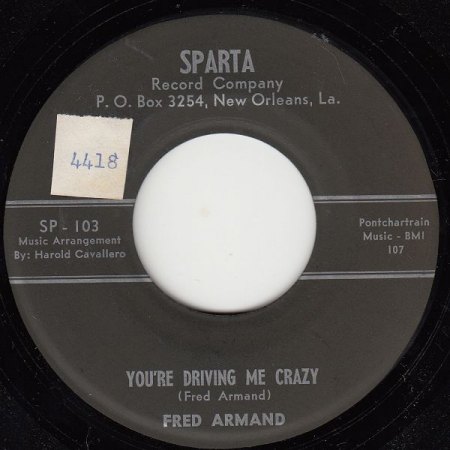 SPARTA
Record Company
P. O. Box 3254, New Orleans, La.
4418
SP - 103
Music Arrangement
By: Harold Cavallero
Pontchartrain
Music - BMI
107
YOU'RE DRIVING ME CRAZY
(Fred Armand)
FRED ARMAND